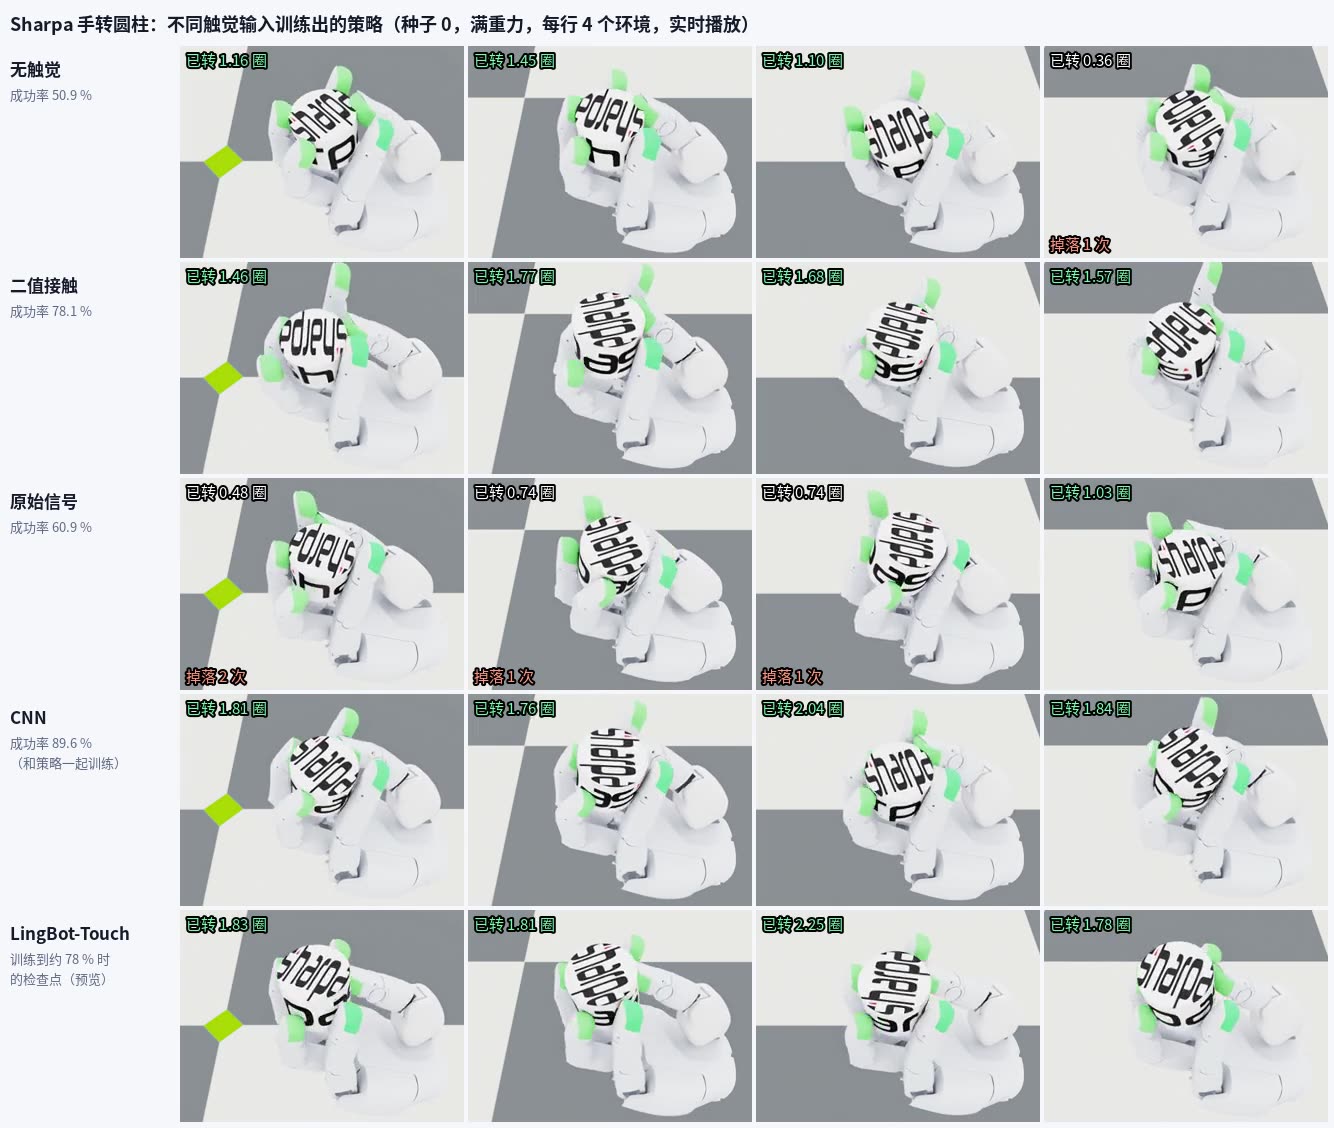 Sharpa 手转圆柱：不同触觉输入训练出的策略（种子 0，满重力，每行 4 个环境，实时播放）
无触觉
成功率 50.9 %
已转 1.16 圈
已转 1.45 圈
已转 1.10 圈
已转 0.36 圈
掉落 1 次
二值接触
成功率 78.1 %
已转 1.46 圈
已转 1.77 圈
已转 1.68 圈
已转 1.57 圈
原始信号
成功率 60.9 %
已转 0.48 圈
已转 0.74 圈
已转 0.74 圈
已转 1.03 圈
掉落 2 次
掉落 1 次
掉落 1 次
CNN
成功率 89.6 %
（和策略一起训练）
已转 1.81 圈
已转 1.76 圈
已转 2.04 圈
已转 1.84 圈
LingBot-Touch
训练到约 78 % 时
的检查点（预览）
已转 1.83 圈
已转 1.81 圈
已转 2.25 圈
已转 1.78 圈